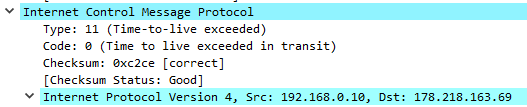 Internet Control Message Protocol
Type: 11 (Time-to-live exceeded)
Code: 0 (Time to live exceeded in transit)
Checksum: 0xc2ce [correct]
[Checksum Status: Good]
Internet Protocol Version 4, Src: 192.168.0.10, Dst: 178.218.163.69